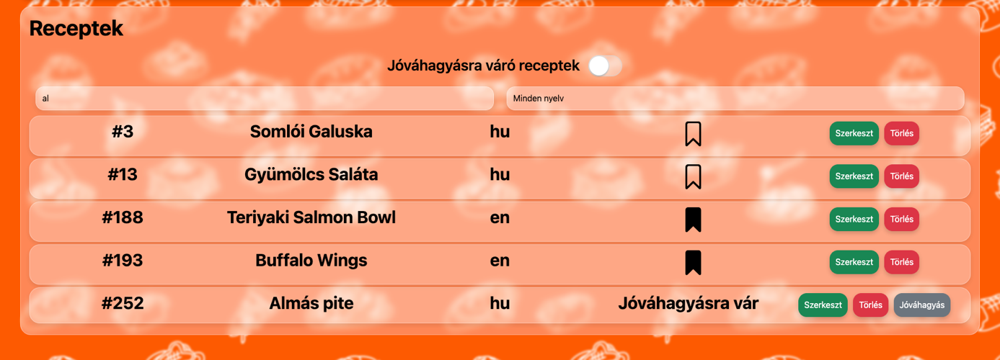 Receptek
Jóváhagyásra váró receptek
al Minden nyelv
#3 Somlói Galuska hu Szerkeszt Törlés
#13 Gyümölcs Saláta hu Szerkeszt Törlés
#188 Teriyaki Salmon Bowl en Szerkeszt Törlés
#193 Buffalo Wings en Szerkeszt Törlés
#252 Almás pite hu Jóváhagyásra vár Szerkeszt Törlés Jóváhagyás